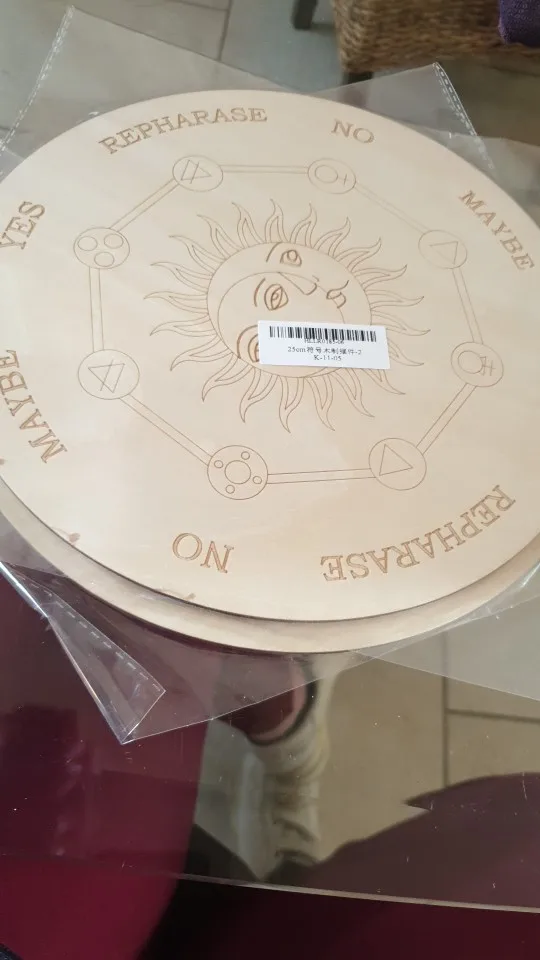 REPHARASE
NO
MAYBE
REPHARASE
NO
MAYBE
YES
25cm符号木制摆件-2
K-11-05